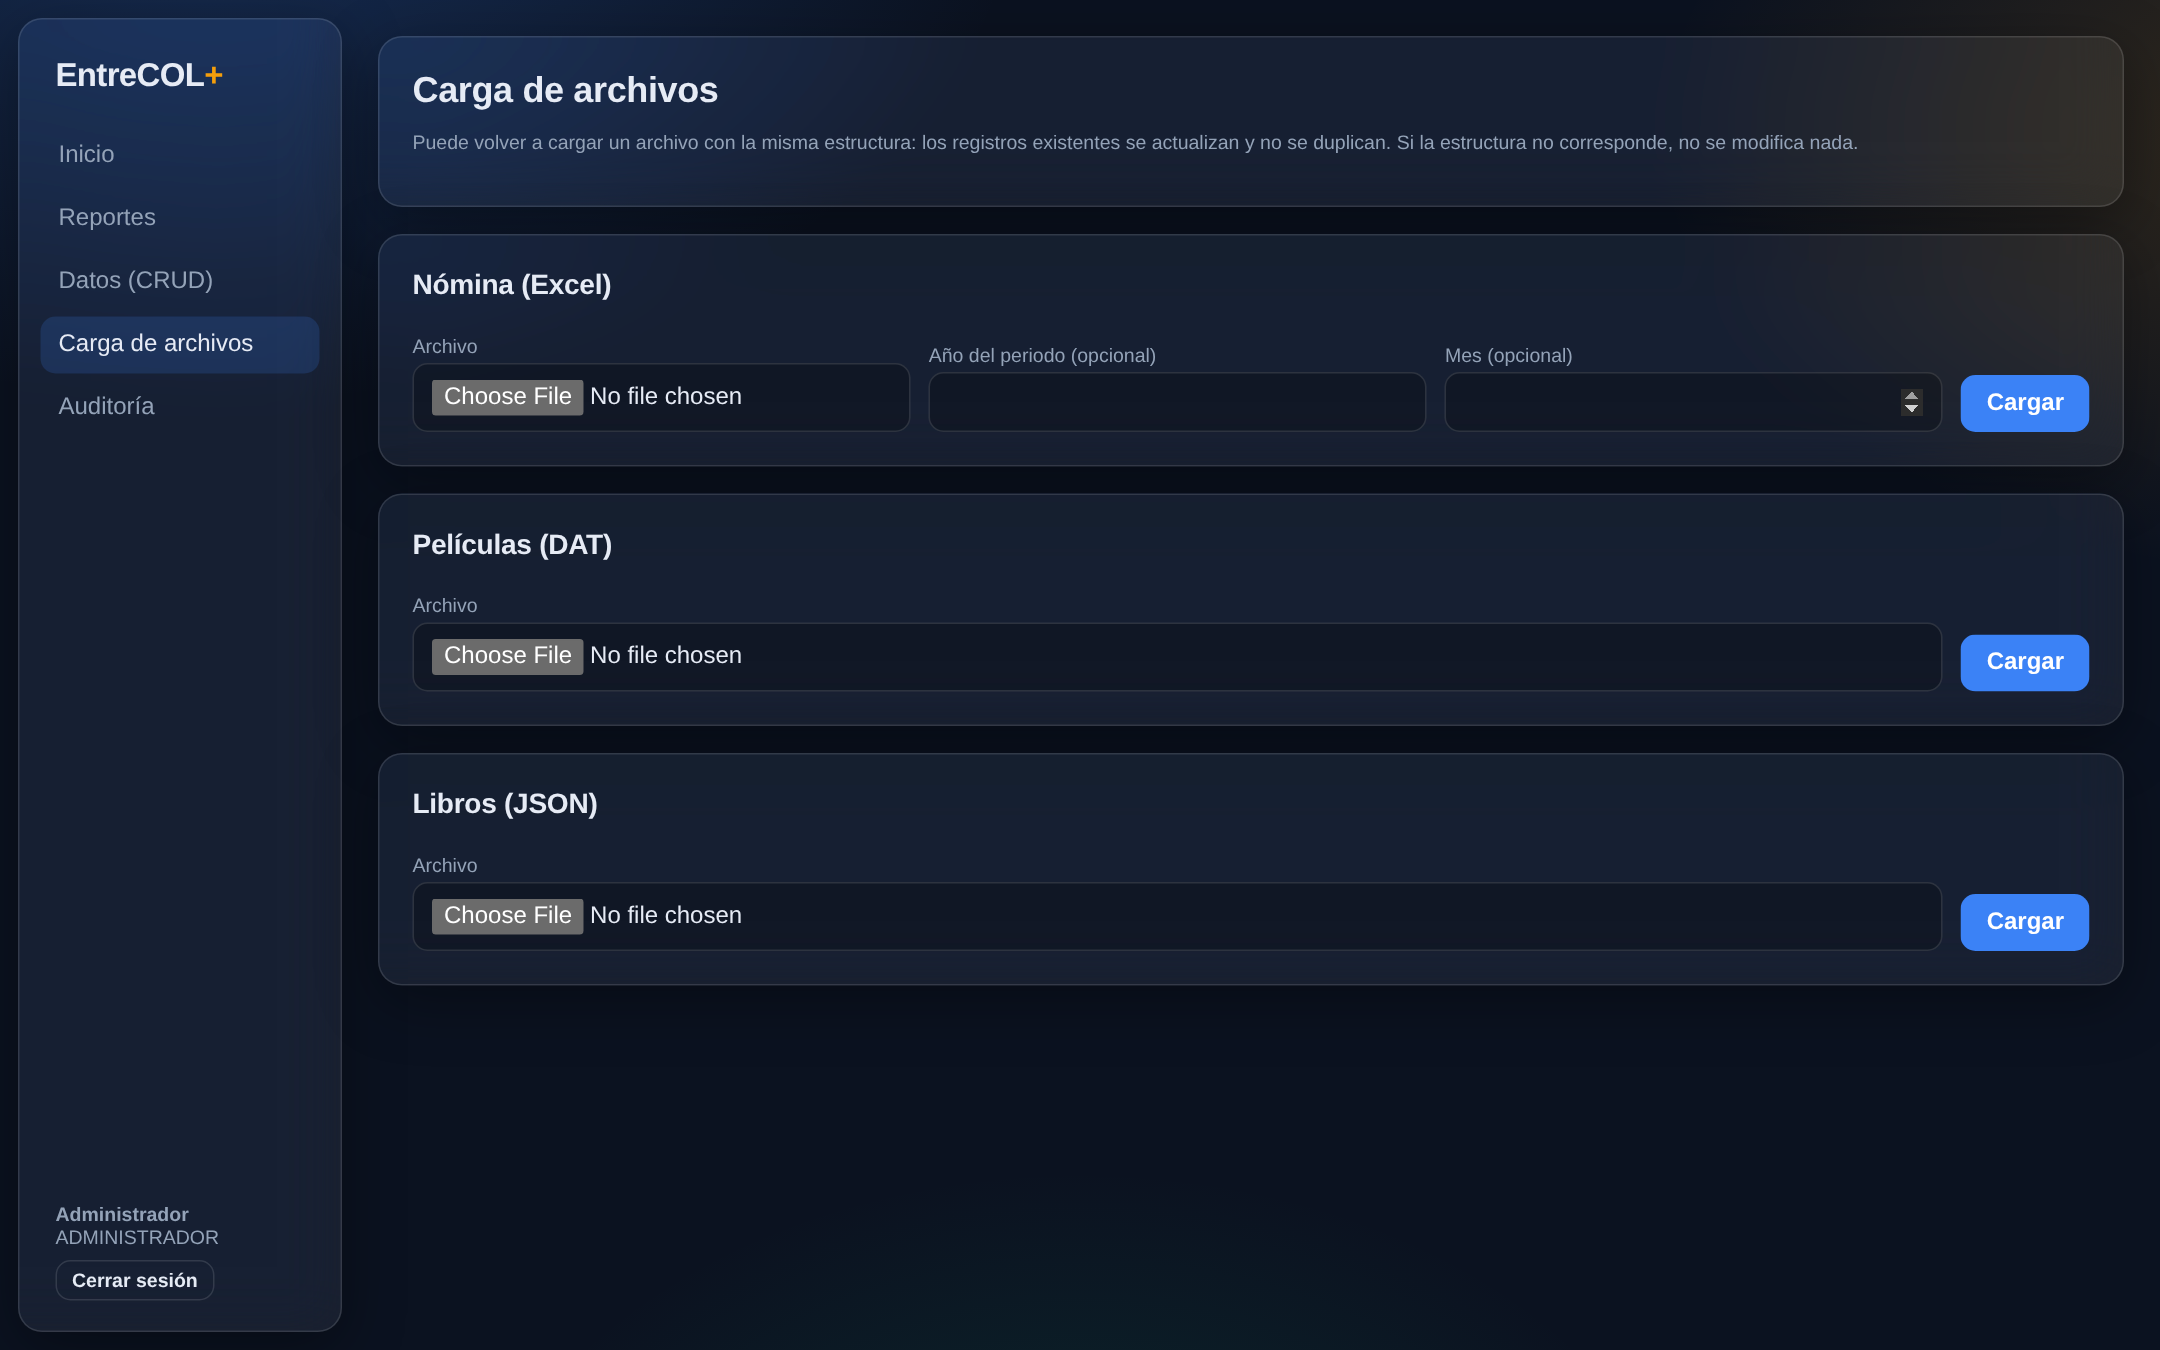 EntreCOL+
Inicio
Reportes
Datos (CRUD)
Carga de archivos
Auditoría
Administrador
ADMINISTRADOR
Cerrar sesión
Carga de archivos
Puede volver a cargar un archivo con la misma estructura: los registros existentes se actualizan y no se duplican. Si la estructura no corresponde, no se modifica nada.
Nómina (Excel)
Archivo
Choose File No file chosen
Año del periodo (opcional)
Mes (opcional)
Cargar
Películas (DAT)
Archivo
Choose File No file chosen
Cargar
Libros (JSON)
Archivo
Choose File No file chosen
Cargar